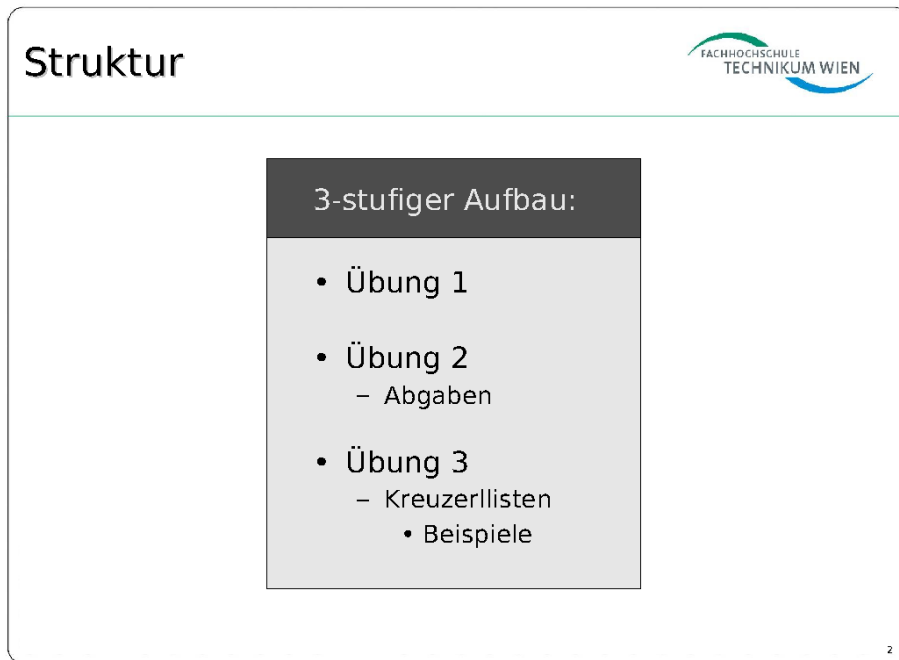 Struktur
FACHHOCHSCHULE
TECHNIKUM WIEN
3-stufiger Aufbau:
• Übung 1
• Übung 2
– Abgaben
• Übung 3
– Kreuzerllisten
• Beispiele
2